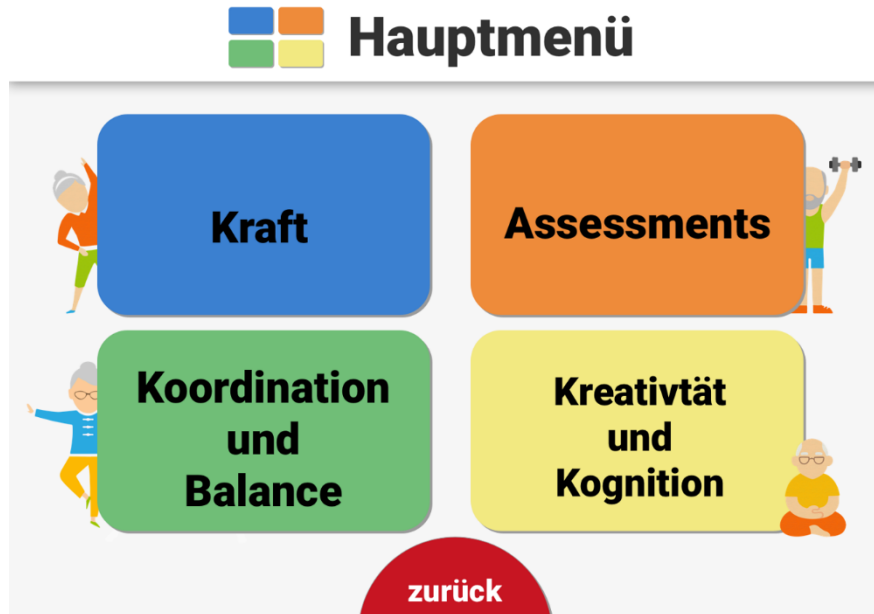 Hauptmenü
Kraft
Assessments
Koordination
und
Balance
Kreativtät
und
Kognition
zurück